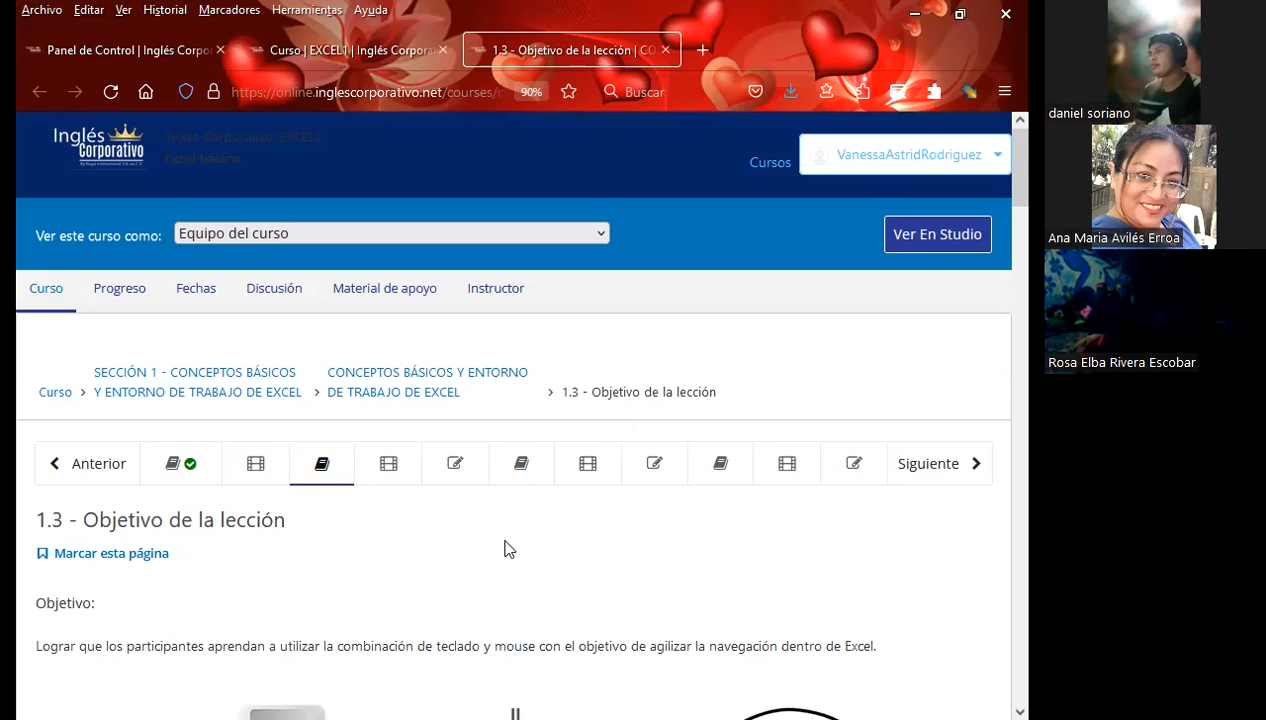 Archivo Editar Ver Historial Marcadores Herramientas Ayuda
Panel de Control | Inglés Corpo
Curso | EXCEL1 | Inglés Corpora
1.3 - Objetivo de la lección | CO
https://online.inglescorporativo.net/courses/
90%
Buscar
daniel soriano
Inglés
Corporativo
Inglés Corporativo: EXCEL1
Excel Básico
Cursos
VanessaAstridRodriguez
Ver este curso como:
Equipo del curso
Ver En Studio
Ana Maria Avilés Erroa
Curso Progreso Fechas Discusión Material de apoyo Instructor
Rosa Elba Rivera Escobar
Curso
SECCIÓN 1 - CONCEPTOS BÁSICOS
Y ENTORNO DE TRABAJO DE EXCEL
CONCEPTOS BÁSICOS Y ENTORNO
DE TRABAJO DE EXCEL
1.3 - Objetivo de la lección
Anterior
Siguiente
1.3 - Objetivo de la lección
Marcar esta página
Objetivo:
Lograr que los participantes aprendan a utilizar la combinación de teclado y mouse con el objetivo de agilizar la navegación dentro de Excel.